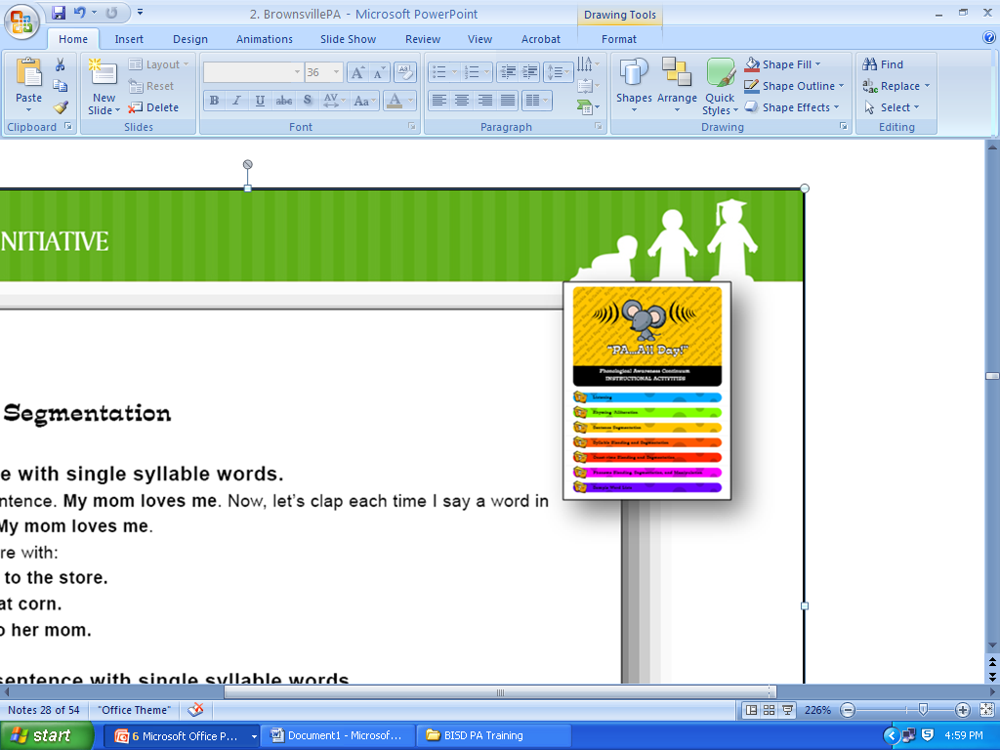 2. BrownsvillePA - Microsoft PowerPoint
Drawing Tools
Home Insert Design Animations Slide Show Review View Acrobat Format
Layout
36
Shape Fill
Find
Reset
Shape Outline
Replace
Paste
New Slide
Delete
Shapes
Arrange
Quick Styles
Shape Effects
Select
B I U abc S AV Aa A
Clipboard Slides Font Paragraph Drawing Editing
NITIATIVE
"PA...All Day!"
Phonological Awareness Continuum
INSTRUCTIONAL ACTIVITIES
Listening
Rhyming/Alliteration
Sentence Segmentation
Syllable Blending and Segmentation
Onset-rime Blending and Segmentation
Phoneme Blending, Segmentation, and Manipulation
Segmentation
e with single syllable words.
ntence. My mom loves me. Now, let's clap each time I say a word in
My mom loves me.
re with:
to the store.
at corn.
o her mom.
sentence with single syllable words
Notes 28 of 54 "Office Theme" 226%
start 6 Microsoft Office P... Document1 - Microsof... BISD PA Training 4:59 PM